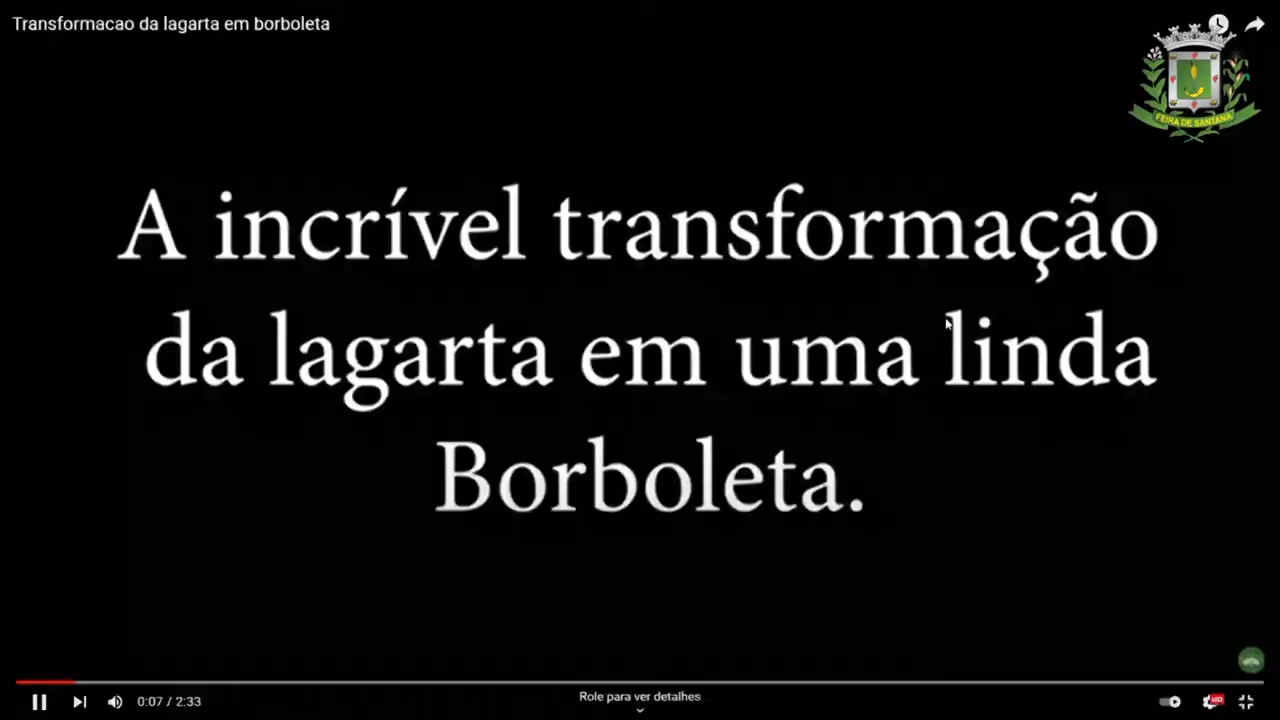 Transformacao da lagarta em borboleta
FEIRA DE SANTANA
A incrível transformação
da lagarta em uma linda
Borboleta.
Role para ver detalhes
0:07 / 2:33
HD